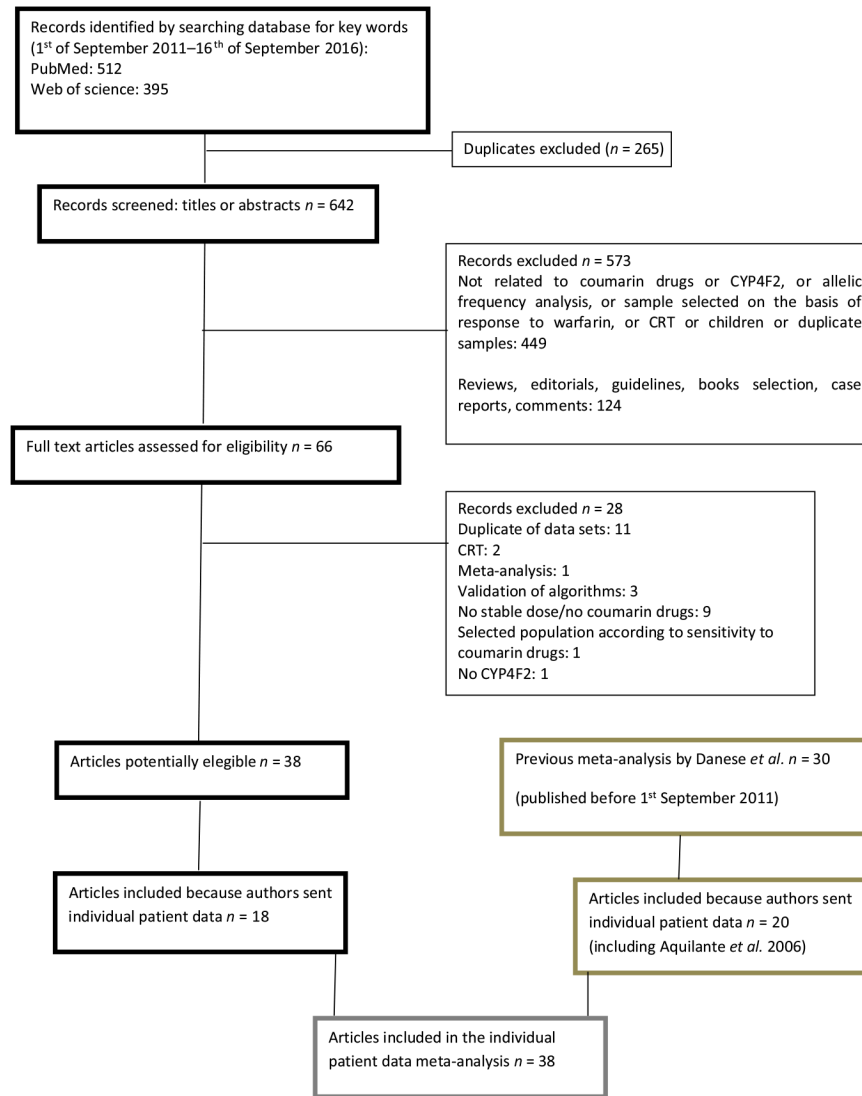 Records identified by searching database for key words
(1st of September 2011–16th of September 2016):
PubMed: 512
Web of science: 395
Duplicates excluded (n = 265)
Records screened: titles or abstracts n = 642
Records excluded n = 573
Not related to coumarin drugs or CYP4F2, or allelic
frequency analysis, or sample selected on the basis of
response to warfarin, or CRT or children or duplicate
samples: 449
Reviews, editorials, guidelines, books selection, case
reports, comments: 124
Full text articles assessed for eligibility n = 66
Records excluded n = 28
Duplicate of data sets: 11
CRT: 2
Meta-analysis: 1
Validation of algorithms: 3
No stable dose/no coumarin drugs: 9
Selected population according to sensitivity to
coumarin drugs: 1
No CYP4F2: 1
Articles potentially elegible n = 38
Previous meta-analysis by Danese et al. n = 30
(published before 1st September 2011)
Articles included because authors sent
individual patient data n = 18
Articles included because authors sent
individual patient data n = 20
(including Aquilante et al. 2006)
Articles included in the individual
patient data meta-analysis n = 38